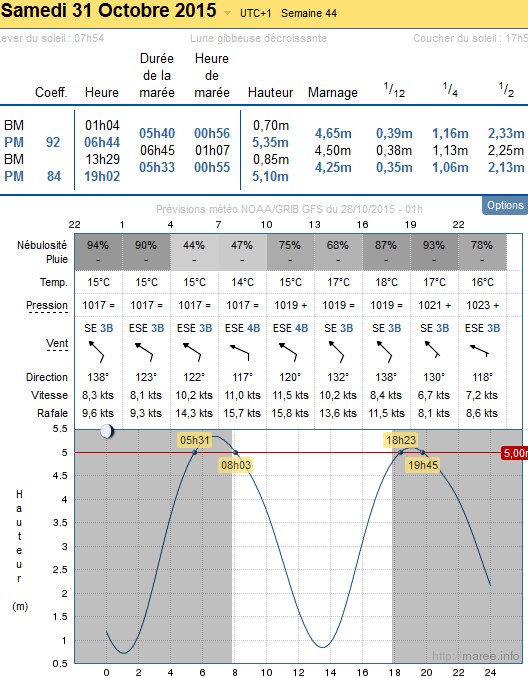 Samedi 31 Octobre 2015 UTC+1 Semaine 44
Lever du soleil : 07h54 Lune gibbeuse décroissante Coucher du soleil : 17h5
Coeff. Heure Durée de la marée Heure de marée Hauteur Marnage 1/12 1/4 1/2
BM 01h04 0,70m
05h40 00h56 4,65m 0,39m 1,16m 2,33m
PM 92 06h44 5,35m
06h45 01h07 4,50m 0,38m 1,13m 2,25m
BM 13h29 0,85m
05h33 00h55 4,25m 0,35m 1,06m 2,13m
PM 84 19h02 5,10m
Options
Prévisions météo NOAA/GRIB GFS du 28/10/2015 - 01h
22 1 4 7 10 13 16 19 22
Nébulosité 94% 90% 44% 47% 75% 68% 87% 93% 78%
Pluie - - - - - - - - -
Temp. 15°C 15°C 15°C 14°C 15°C 17°C 18°C 17°C 16°C
Pression 1017 = 1017 = 1017 = 1017 = 1019 + 1019 = 1019 = 1021 + 1023 +
Vent SE 3B ESE 3B ESE 3B ESE 4B ESE 4B SE 3B SE 3B SE 3B ESE 3B
Direction 138° 123° 122° 117° 120° 132° 138° 130° 118°
Vitesse 8,3 kts 8,1 kts 10,2 kts 11,0 kts 11,5 kts 10,2 kts 8,4 kts 6,7 kts 7,2 kts
Rafale 9,6 kts 9,3 kts 14,3 kts 15,7 kts 15,8 kts 13,6 kts 11,5 kts 8,1 kts 8,6 kts
5.5
05h31 18h23
5 5,00m
08h03 19h45
4.5
4
3.5
3
2.5
2
1.5
1
0.5
Hauteur
(m)
http://maree.info
0 2 4 6 8 10 12 14 16 18 20 22 24